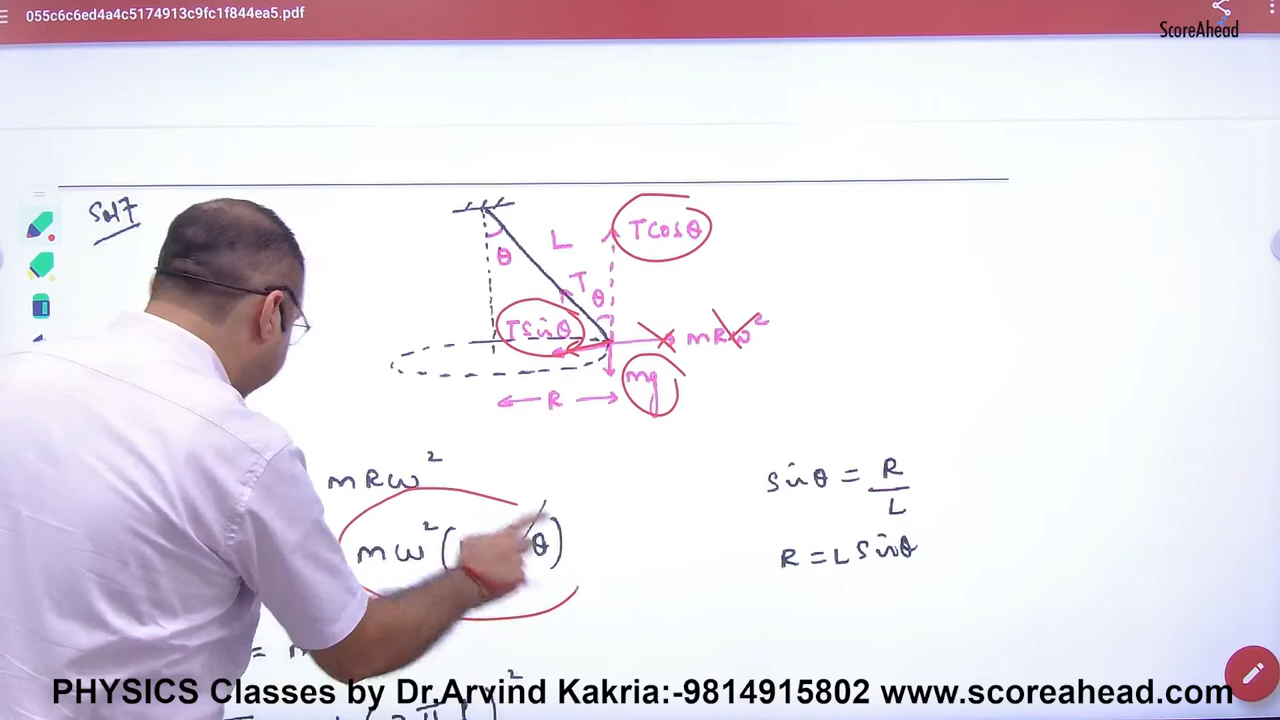 055c6c6ed4a4c5174913c9fc1f844ea5.pdf
ScoreAhead
Sol7
θ
L
T
θ
Tcosθ
Tsinθ
mRω²
mg
R
mRω²
mω²( θ)
sinθ = R/L
R = Lsinθ
=
PHYSICS Classes by Dr.Arvind Kakria:-9814915802 www.scoreahead.com